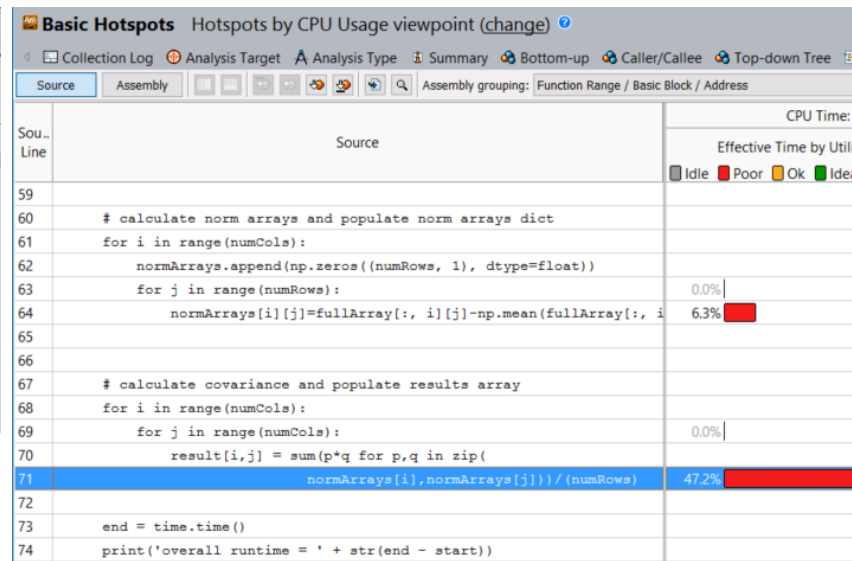 Basic Hotspots Hotspots by CPU Usage viewpoint (change)
Collection Log Analysis Target Analysis Type Summary Bottom-up Caller/Callee Top-down Tree
Source Assembly Assembly grouping: Function Range / Basic Block / Address
Sou.. Line
Source
CPU Time:
Effective Time by Util
Idle Poor Ok Idea
59
60 # calculate norm arrays and populate norm arrays dict
61 for i in range(numCols):
62 normArrays.append(np.zeros((numRows, 1), dtype=float))
63 for j in range(numRows): 0.0%
64 normArrays[i][j]=fullArray[:, i][j]-np.mean(fullArray[:, i 6.3%
65
66
67 # calculate covariance and populate results array
68 for i in range(numCols):
69 for j in range(numCols): 0.0%
70 result[i,j] = sum(p*q for p,q in zip(
71 normArrays[i],normArrays[j]))/(numRows) 47.2%
72
73 end = time.time()
74 print('overall runtime = ' + str(end - start))